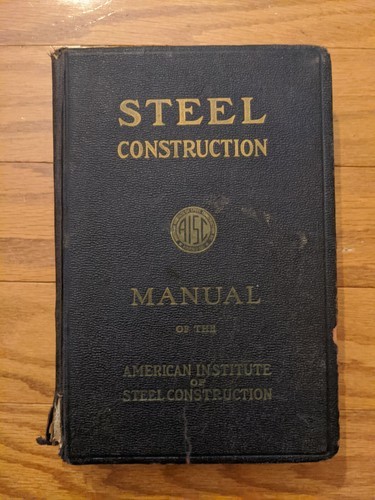 STEEL
CONSTRUCTION
AISC
MANUAL
OF THE
AMERICAN INSTITUTE
OF
STEEL CONSTRUCTION